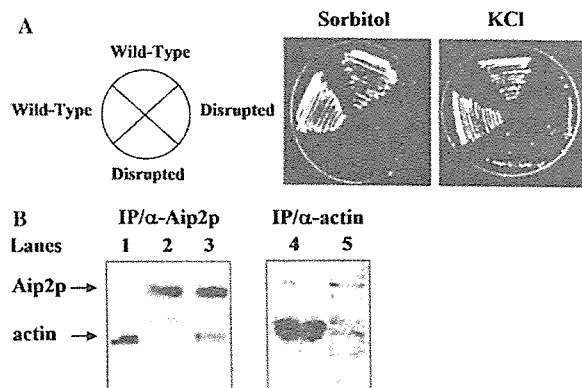 A
Sorbitol
KCl
Wild-Type
Wild-Type
Disrupted
Disrupted
B
IP/α-Aip2p
IP/α-actin
Lanes 1 2 3 4 5
Aip2p
actin